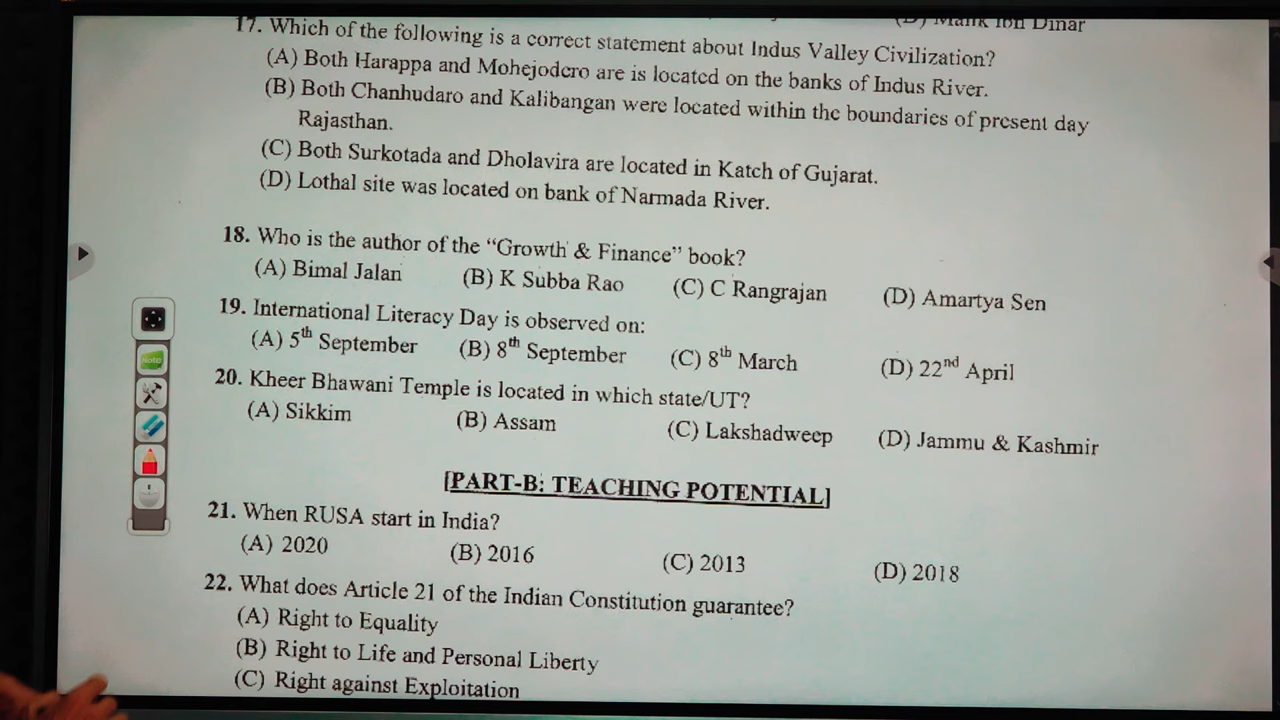 (D) Malik Ibn Dinar
17. Which of the following is a correct statement about Indus Valley Civilization?
(A) Both Harappa and Mohejodero are is located on the banks of Indus River.
(B) Both Chanhudaro and Kalibangan were located within the boundaries of present day
Rajasthan.
(C) Both Surkotada and Dholavira are located in Katch of Gujarat.
(D) Lothal site was located on bank of Narmada River.
18. Who is the author of the “Growth & Finance” book?
(A) Bimal Jalan (B) K Subba Rao (C) C Rangrajan (D) Amartya Sen
19. International Literacy Day is observed on:
(A) 5th September (B) 8th September (C) 8th March (D) 22nd April
20. Kheer Bhawani Temple is located in which state/UT?
(A) Sikkim (B) Assam (C) Lakshadweep (D) Jammu & Kashmir
[PART-B: TEACHING POTENTIAL]
21. When RUSA start in India?
(A) 2020 (B) 2016 (C) 2013 (D) 2018
22. What does Article 21 of the Indian Constitution guarantee?
(A) Right to Equality
(B) Right to Life and Personal Liberty
(C) Right against Exploitation
Note